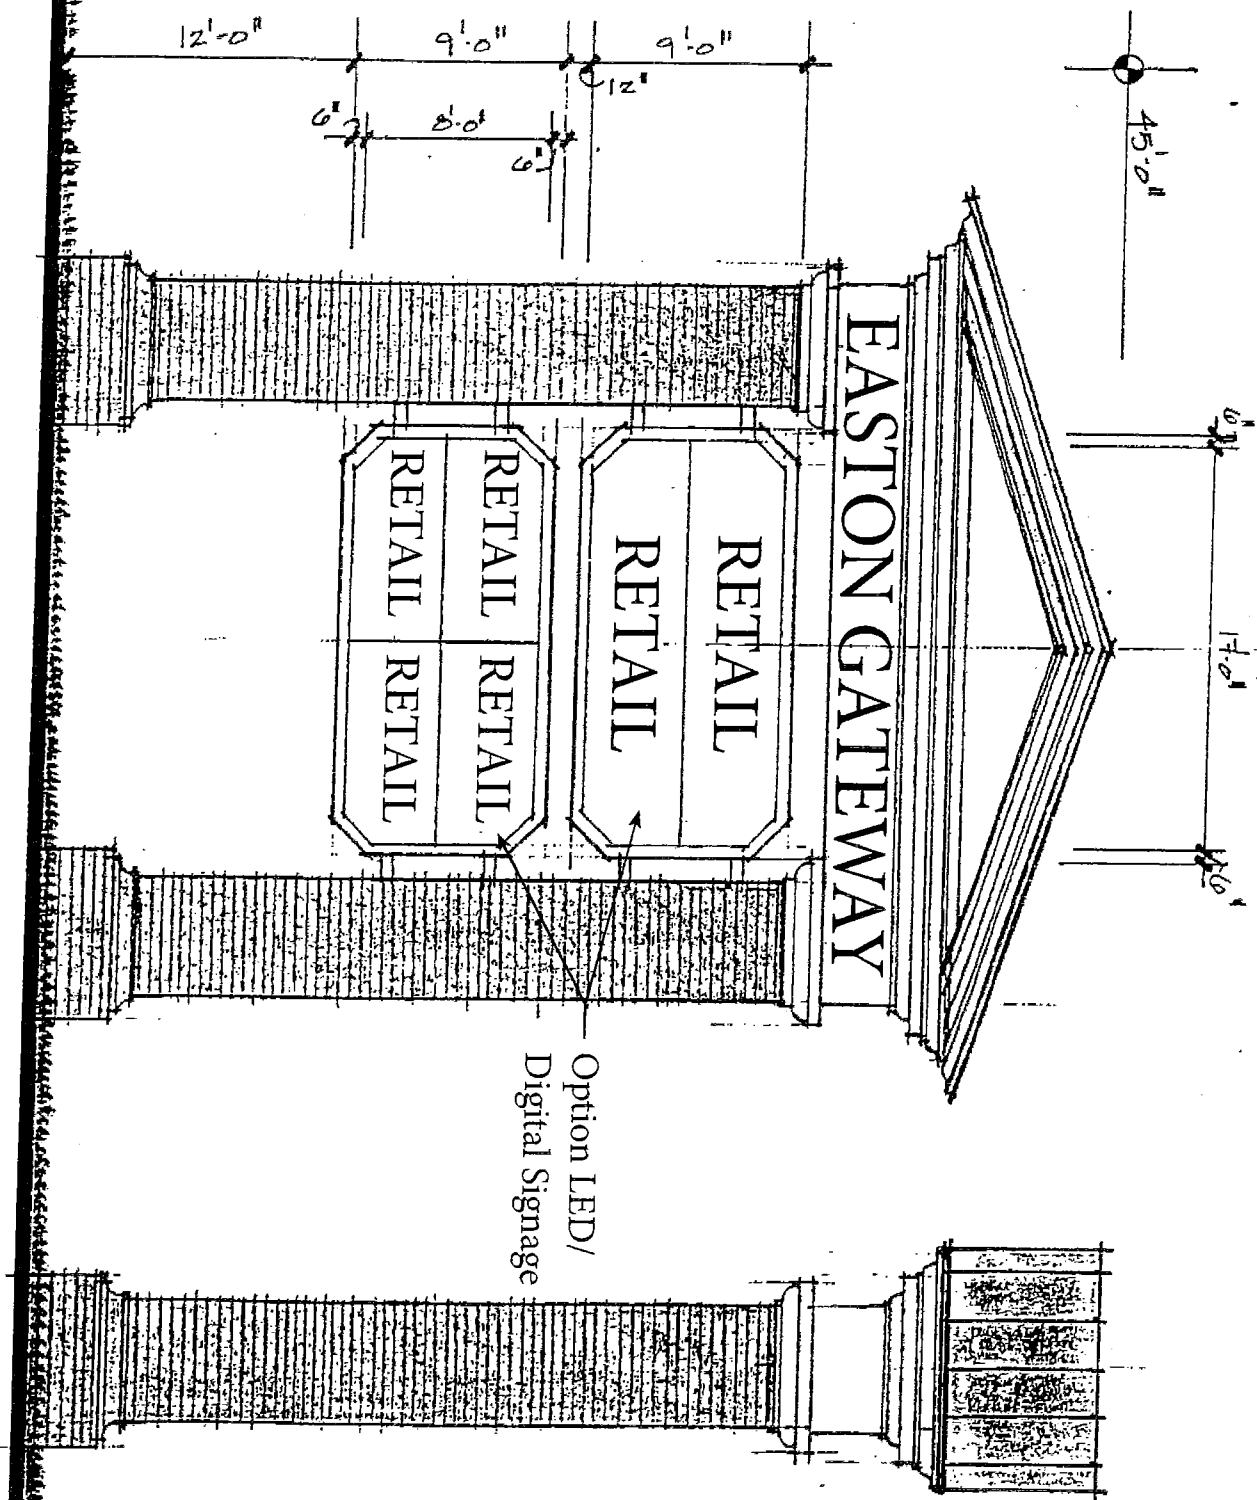 45'-0"
6"
17'-0"
6"
EASTON GATEWAY
9'-0"
RETAIL
RETAIL
12"
9'-0"
6"
8'-0"
6"
RETAIL RETAIL
RETAIL RETAIL
12'-0"
Option LED/
Digital Signage